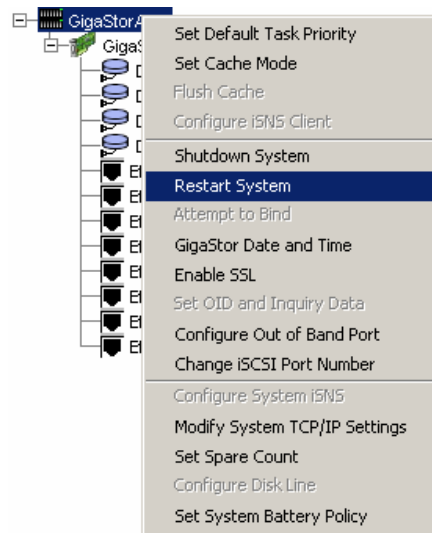 GigaStorA
GigaS
Set Default Task Priority
Set Cache Mode
Flush Cache
Configure iSNS Client
Shutdown System
Restart System
Attempt to Bind
GigaStor Date and Time
Enable SSL
Set OID and Inquiry Data
Configure Out of Band Port
Change iSCSI Port Number
Configure System iSNS
Modify System TCP/IP Settings
Set Spare Count
Configure Disk Line
Set System Battery Policy